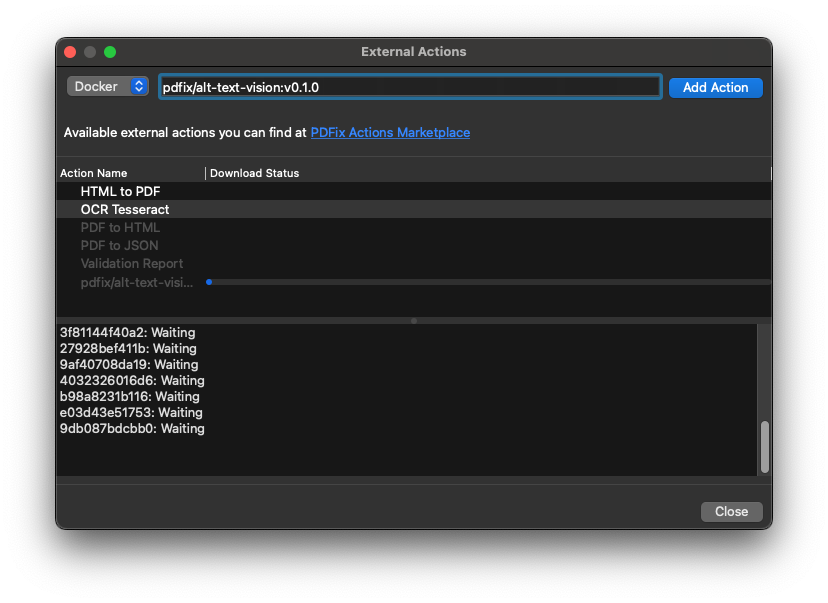 External Actions
Docker pdfix/alt-text-vision:v0.1.0 Add Action
Available external actions you can find at PDFix Actions Marketplace
Action Name Download Status
HTML to PDF
OCR Tesseract
PDF to HTML
PDF to JSON
Validation Report
pdfix/alt-text-visi...
3f81144f40a2: Waiting
27928bef411b: Waiting
9af40708da19: Waiting
4032326016d6: Waiting
b98a8231b116: Waiting
e03d43e51753: Waiting
9db087bdcbb0: Waiting
Close